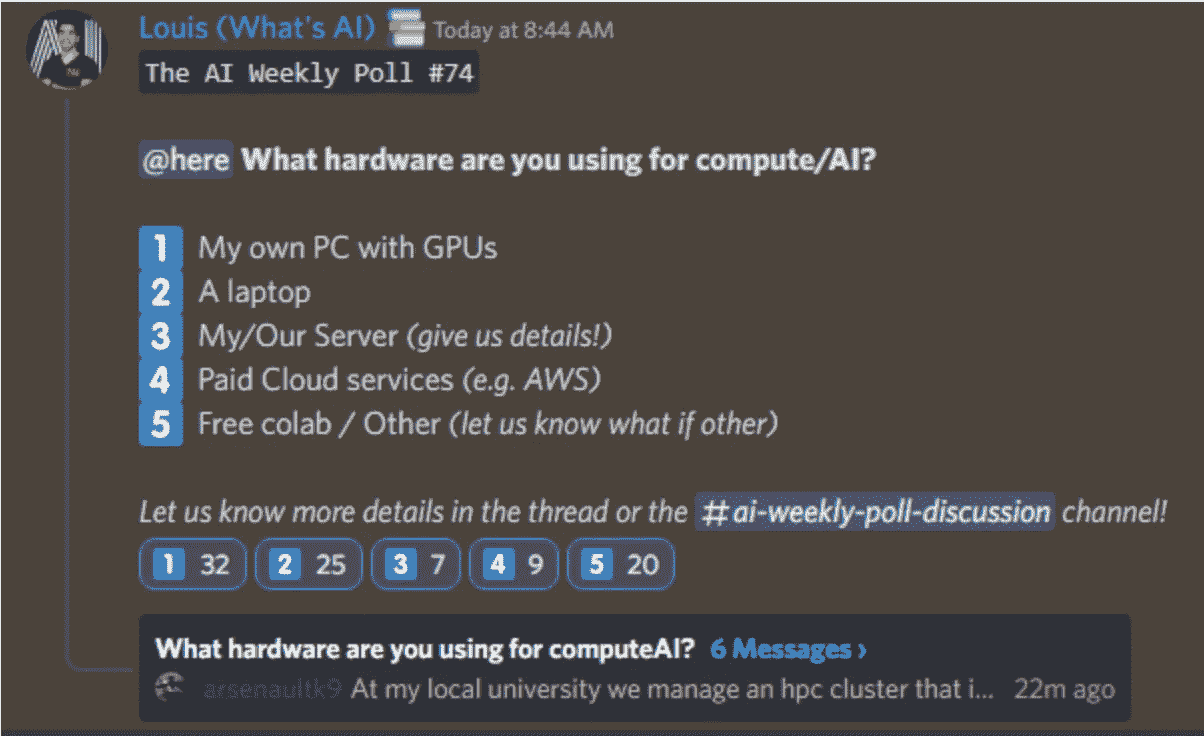 Louis (What's AI) Today at 8:44 AM
The AI Weekly Poll #74
@here What hardware are you using for compute/AI?
1 My own PC with GPUs
2 A laptop
3 My/Our Server (give us details!)
4 Paid Cloud services (e.g. AWS)
5 Free colab / Other (let us know what if other)
Let us know more details in the thread or the #ai-weekly-poll-discussion channel!
1 32 2 25 3 7 4 9 5 20
What hardware are you using for computeAI? 6 Messages ›
arsenaultk9 At my local university we manage an hpc cluster that i... 22m ago